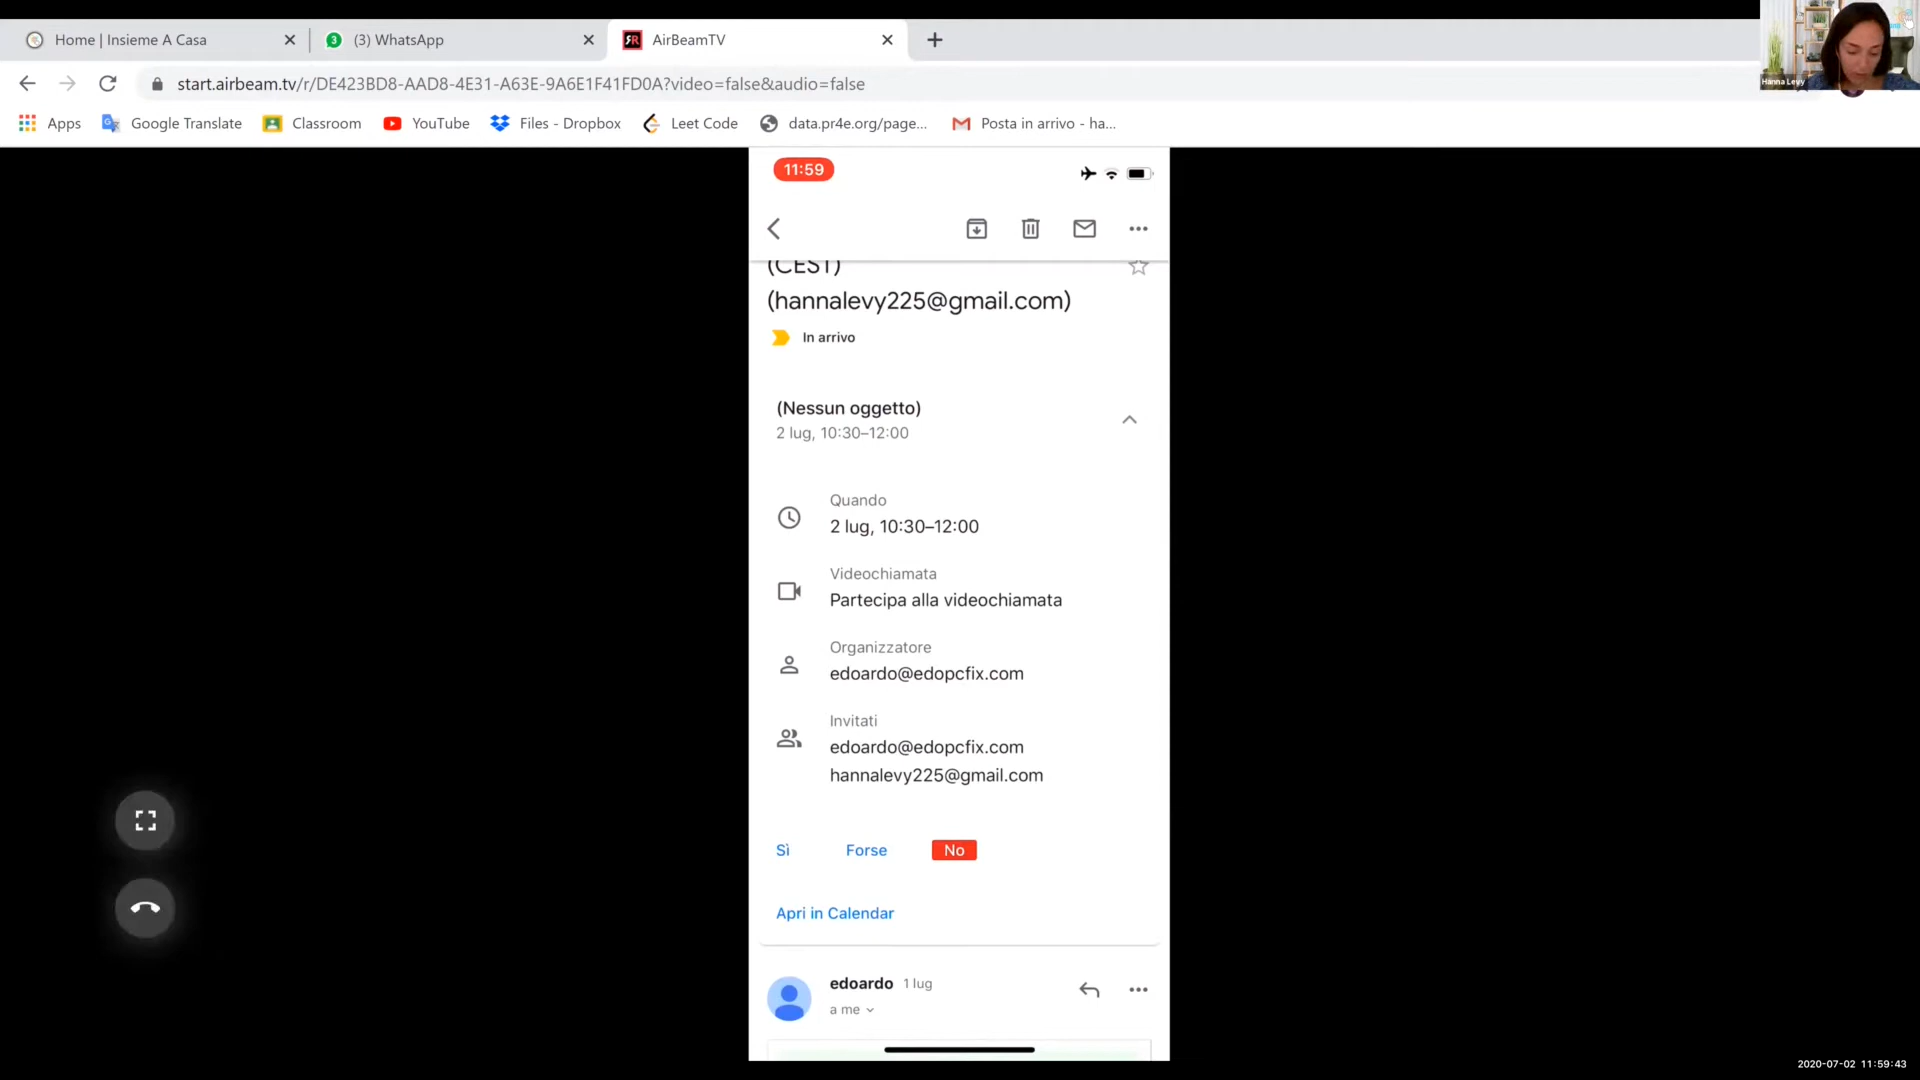 Home | Insieme A Casa
(3) WhatsApp
AirBeamTV
start.airbeam.tv/r/DE423BD8-AAD8-4E31-A63E-9A6E1F41FD0A?video=false&audio=false
Apps
Google Translate
Classroom
YouTube
Files - Dropbox
Leet Code
data.pr4e.org/page...
Posta in arrivo - ha...
Hanna Levy
11:59
(CEST)
(hannalevy225@gmail.com)
In arrivo
(Nessun oggetto)
2 lug, 10:30–12:00
Quando
2 lug, 10:30–12:00
Videochiamata
Partecipa alla videochiamata
Organizzatore
edoardo@edopcfix.com
Invitati
edoardo@edopcfix.com
hannalevy225@gmail.com
Sì Forse No
Apri in Calendar
edoardo 1 lug
a me
2020-07-02 11:59:43